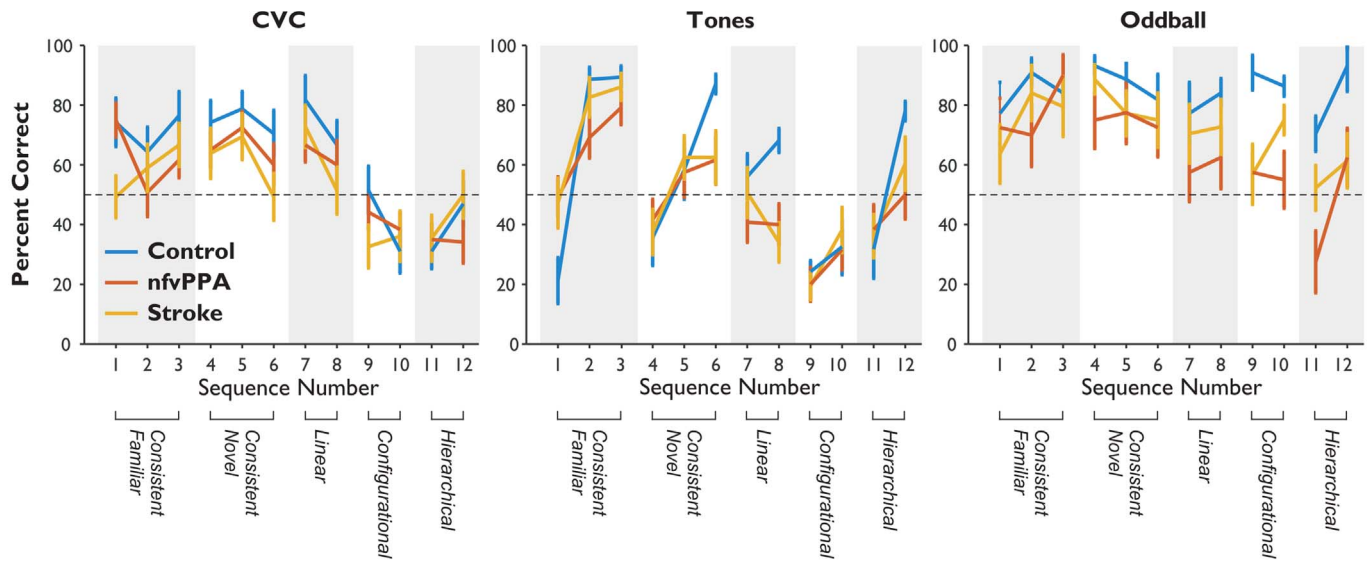 CVC
Tones
Oddball
Percent Correct
100
80
60
40
20
0
Control
nfvPPA
Stroke
1 2 3 4 5 6 7 8 9 10 11 12
Sequence Number
Consistent
Familiar
Consistent
Novel
Linear
Configurational
Hierarchical
100
80
60
40
20
0
1 2 3 4 5 6 7 8 9 10 11 12
Sequence Number
Consistent
Familiar
Consistent
Novel
Linear
Configurational
Hierarchical
100
80
60
40
20
0
1 2 3 4 5 6 7 8 9 10 11 12
Sequence Number
Consistent
Familiar
Consistent
Novel
Linear
Configurational
Hierarchical